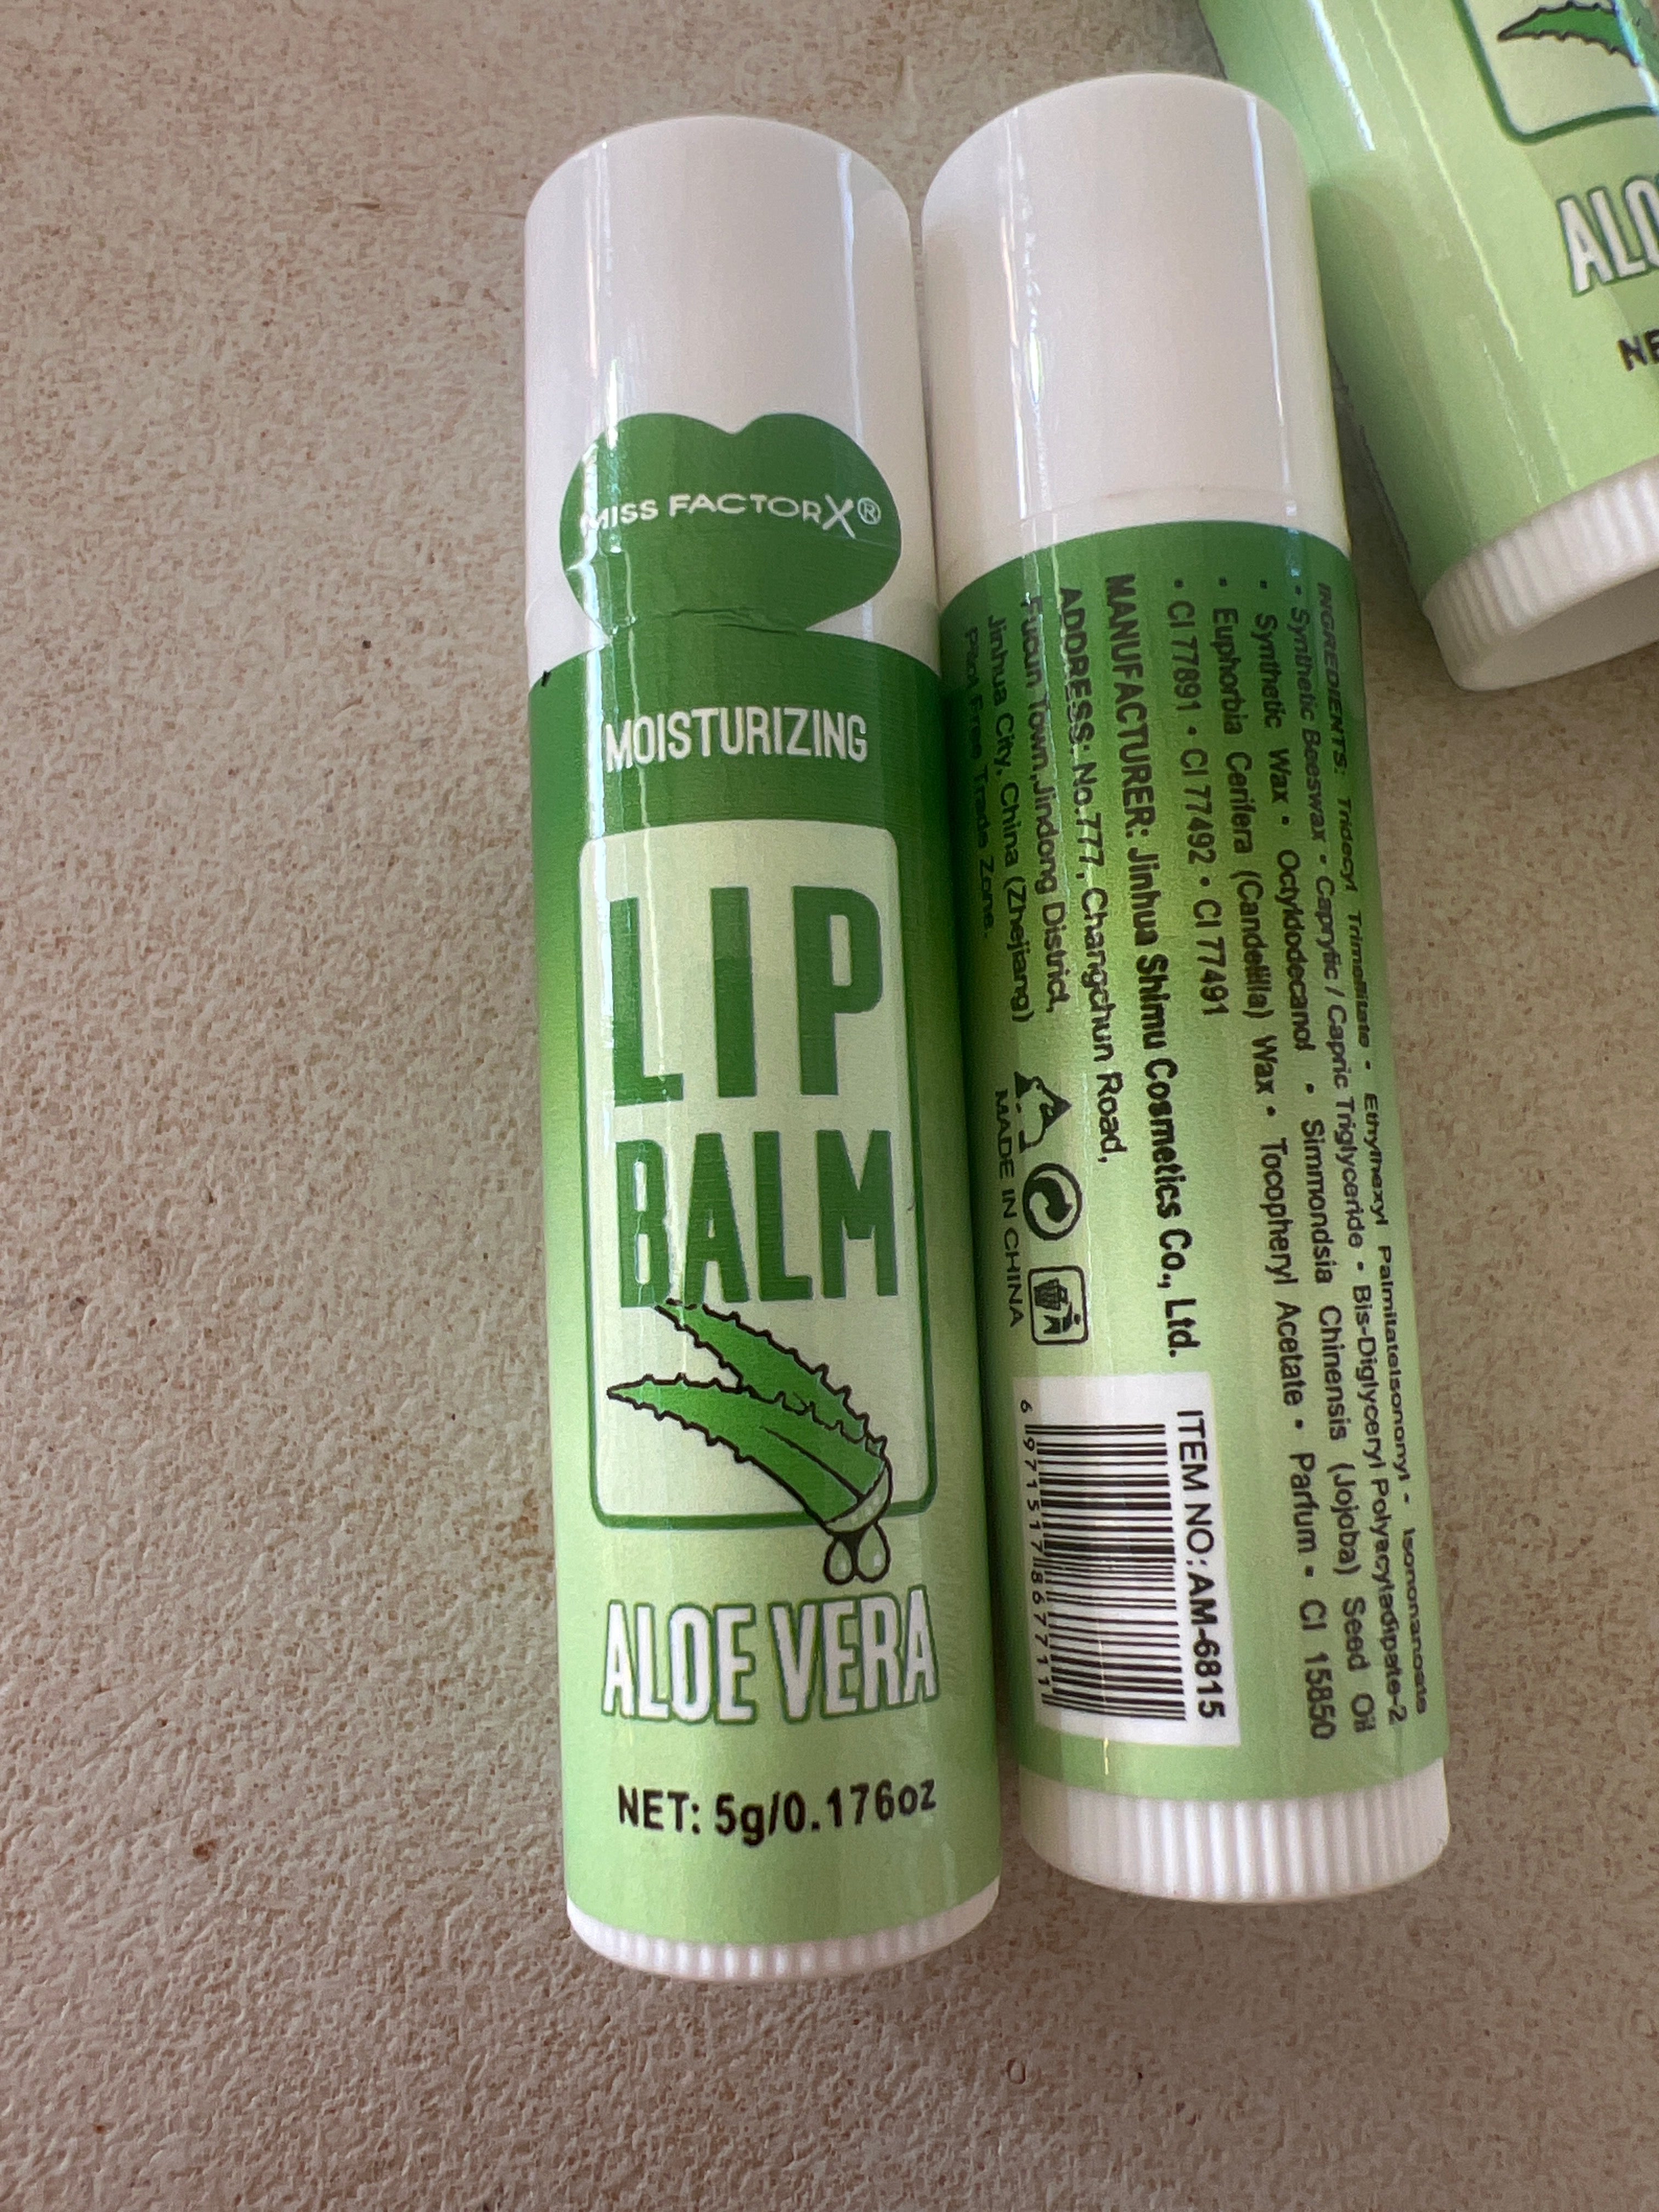 MISS FACTORX®
MOISTURIZING
LIP
BALM
ALOE VERA
NET: 5g/0.176oz
INGREDIENTS: Tridecyl Trimellitate • Ethylhexyl Palmitateisononyl • Isononanoate
• Synthetic Beeswax • Caprylic / Capric Triglyceride • Bis-Diglyceryl Polyacyladipate-2
• Synthetic Wax • Octyldodecanol • Simmondsia Chinensis (Jojoba) Seed Oil
• Euphorbia Cerifera (Candelilla) Wax • Tocopheryl Acetate • Parfum • CI 15850
• CI 77891 • CI 77492 • CI 77491
MANUFACTURER: Jinhua Shimu Cosmetics Co., Ltd.
ADDRESS: No.777, Changchun Road,
Fucun Town, Jindong District,
Jinhua City, China (Zhejiang)
Pilot Free Trade Zone.
MADE IN CHINA
ITEM NO: AM-6815
6 971517 867711
ALO
NE